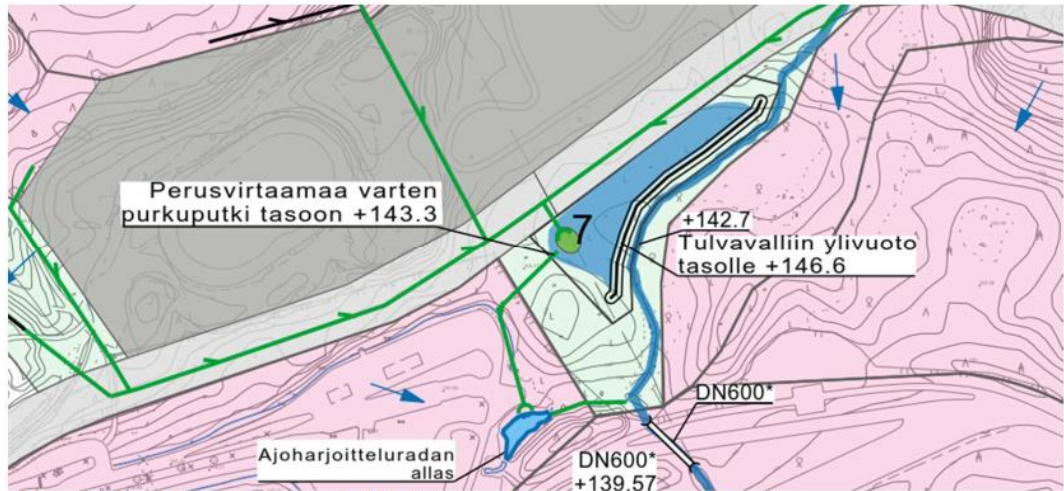 Perusvirtaamaa varten
purkuputki tasoon +143.3
7
+142.7
Tulvavalliin ylivuoto
tasolle +146.6
DN600*
Ajoharjoitteluradan
allas
DN600*
+139.57